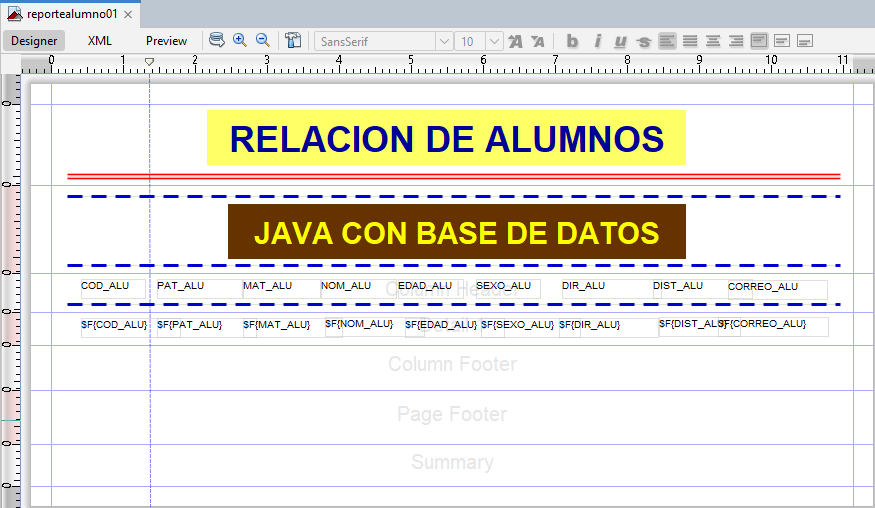 reportealumno01 ×
Designer XML Preview SansSerif 10 A A b i u s
0 1 2 3 4 5 6 7 8 9 10 11
RELACION DE ALUMNOS
JAVA CON BASE DE DATOS
COD_ALU PAT_ALU MAT_ALU NOM_ALU EDAD_ALU SEXO_ALU DIR_ALU DIST_ALU CORREO_ALU
Column Header
$F{COD_ALU} $F{PAT_ALU} $F{MAT_ALU} $F{NOM_ALU} $F{EDAD_ALU} $F{SEXO_ALU} $F{DIR_ALU} $F{DIST_ALU} $F{CORREO_ALU}
Column Footer
Page Footer
Summary